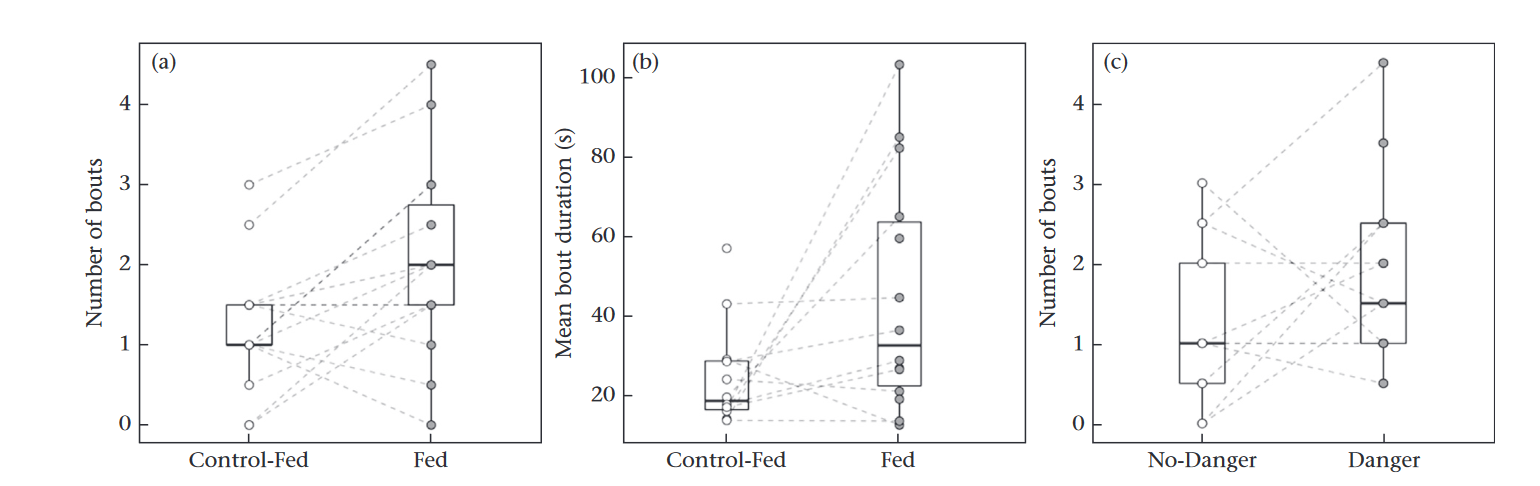 (a)
Number of bouts
4
3
2
1
0
Control-Fed
Fed
(b)
Mean bout duration (s)
100
80
60
40
20
Control-Fed
Fed
(c)
Number of bouts
4
3
2
1
0
No-Danger
Danger